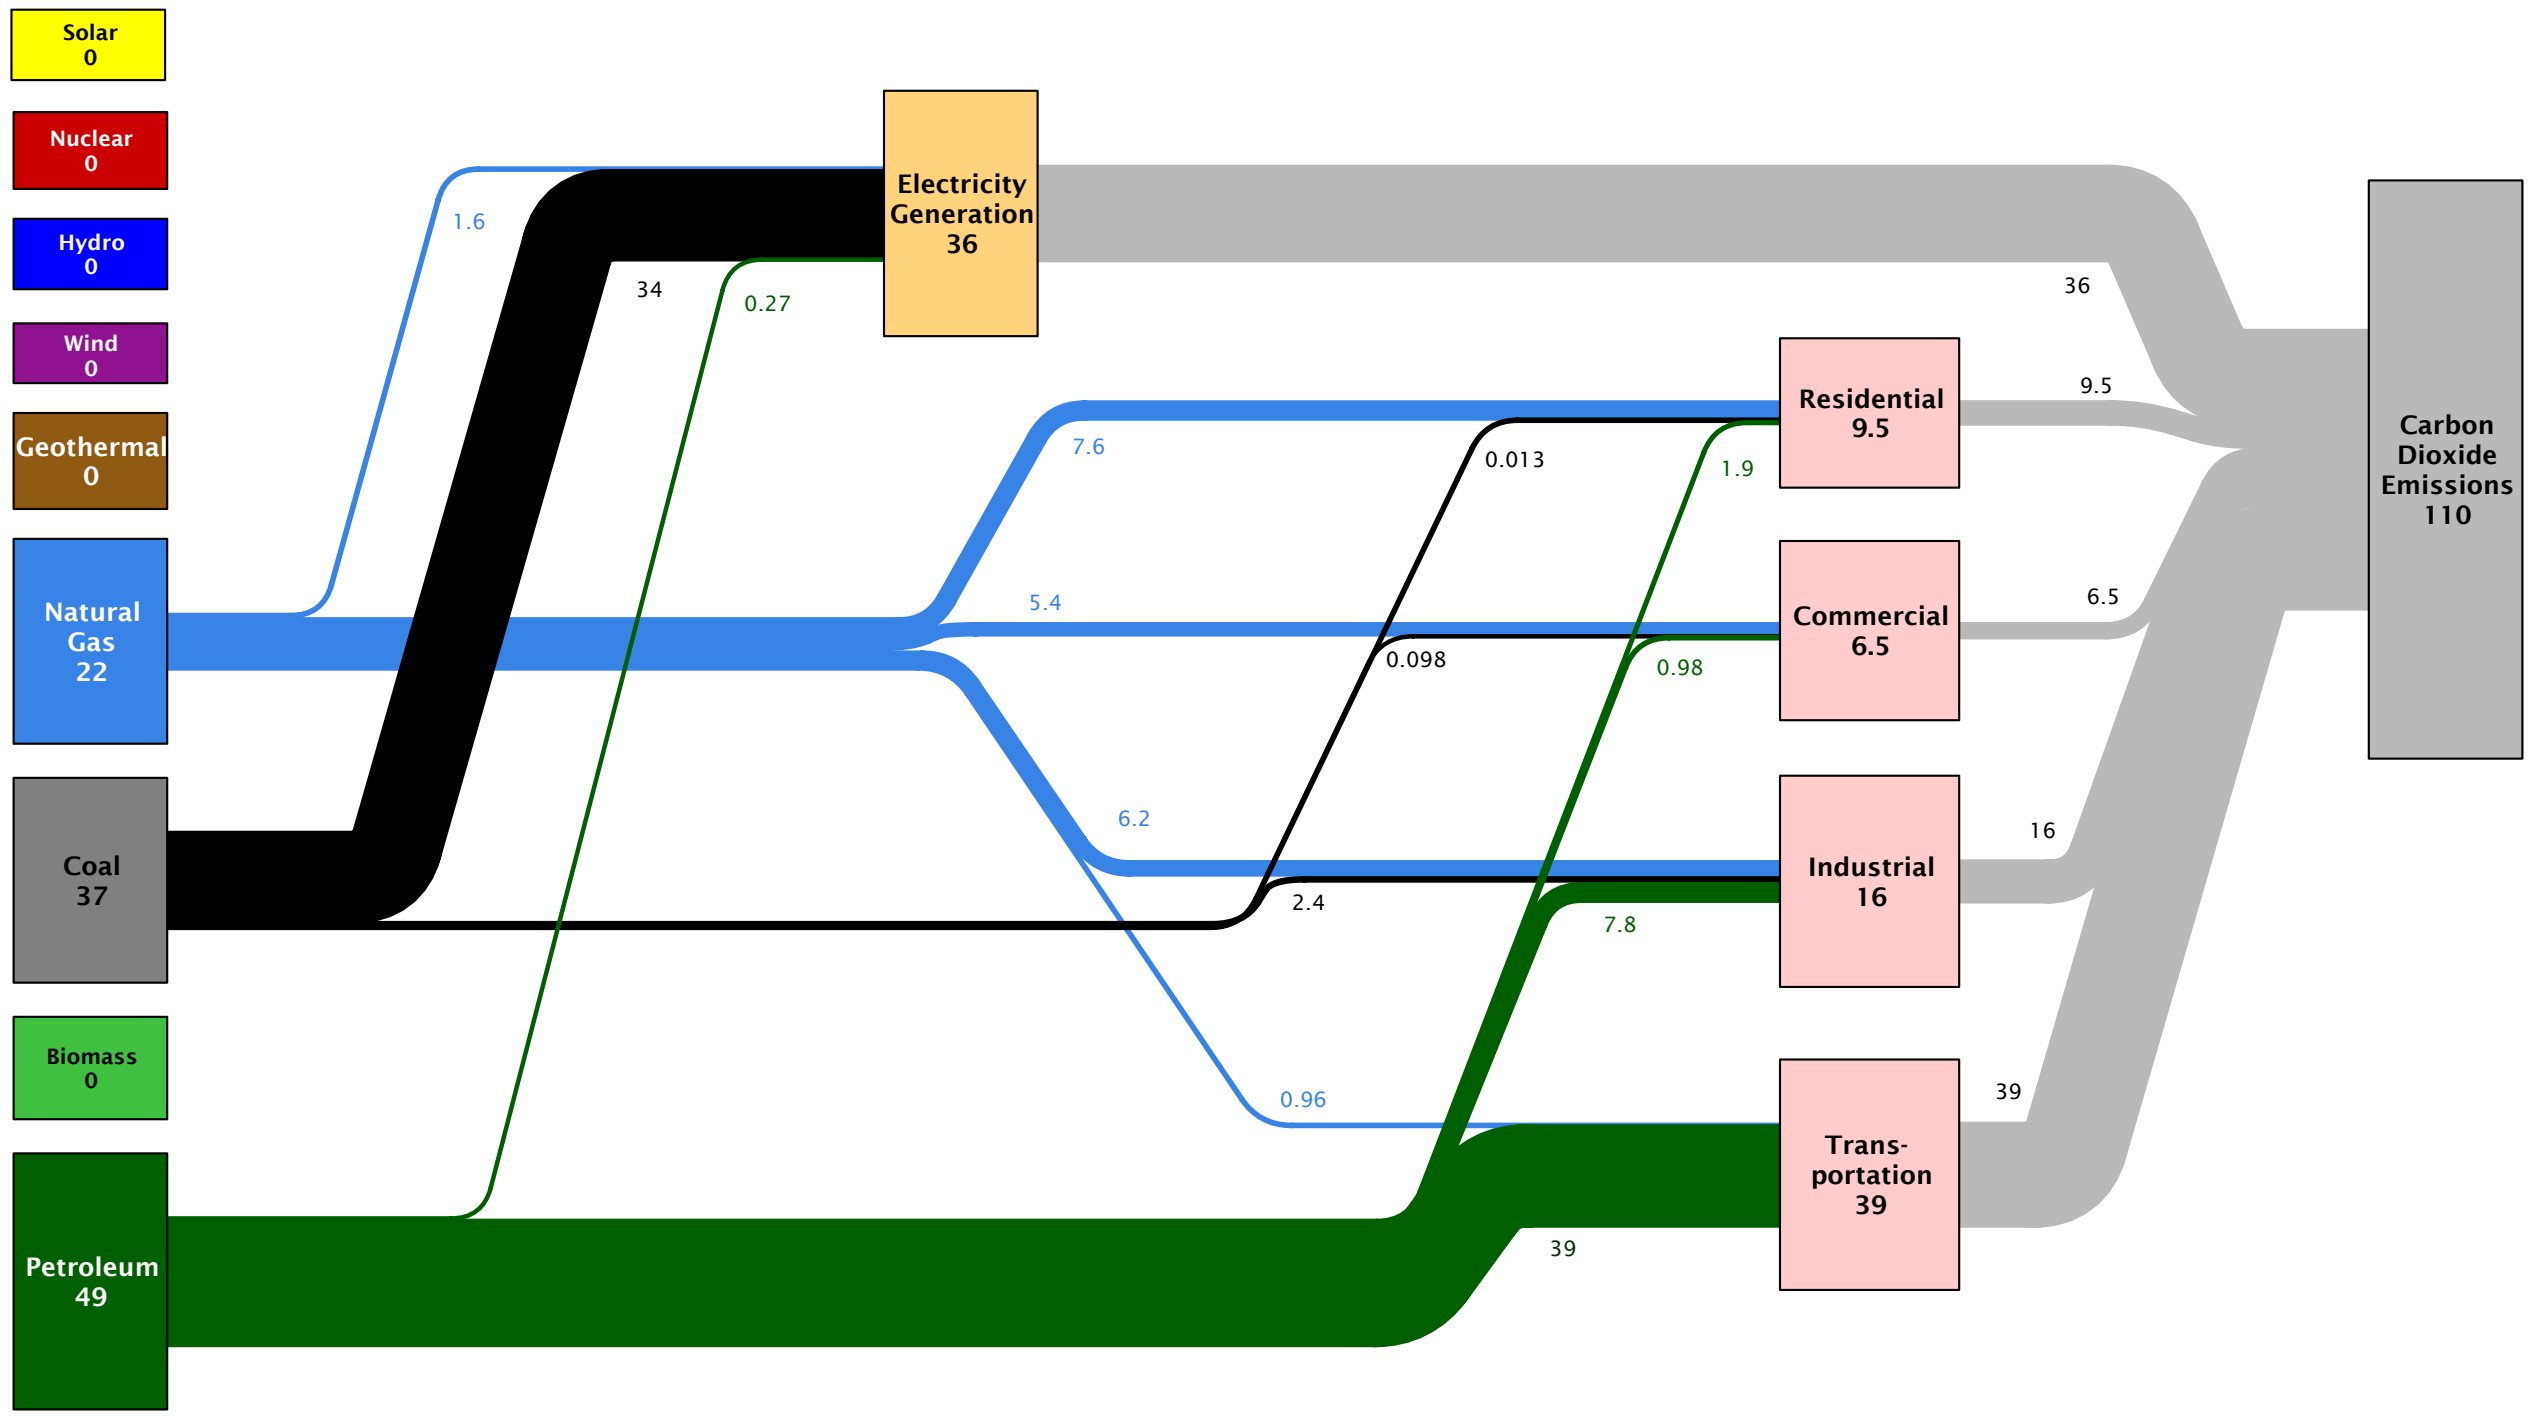 Solar
0
Nuclear
0
Hydro
0
Wind
0
Geothermal
0
Natural
Gas
22
Coal
37
Biomass
0
Petroleum
49
1.6
34
0.27
Electricity
Generation
36
7.6
5.4
6.2
0.96
0.013
0.098
2.4
1.9
0.98
7.8
39
Residential
9.5
Commercial
6.5
Industrial
16
Trans-
portation
39
36
9.5
6.5
16
39
Carbon
Dioxide
Emissions
110